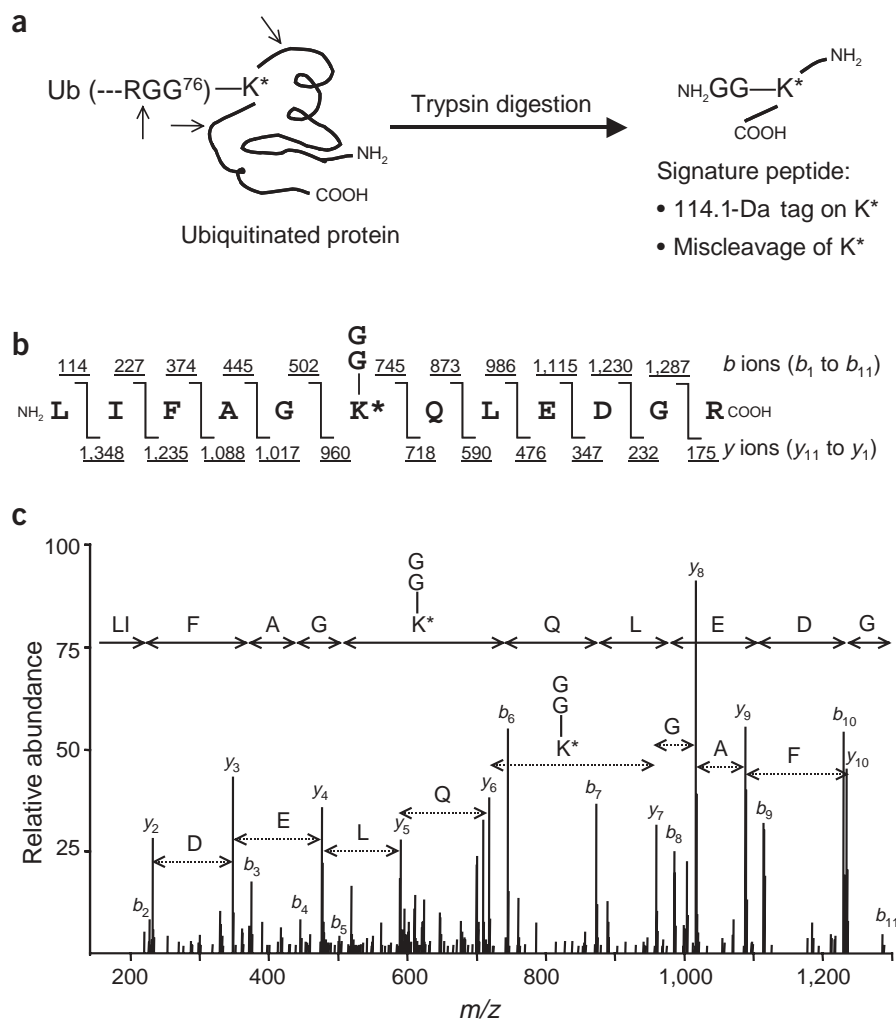 a
Ub (---RGG⁷⁶) — K*
NH₂
COOH
Ubiquitinated protein
Trypsin digestion
NH₂GG—K*
NH₂
COOH
Signature peptide:
• 114.1-Da tag on K*
• Miscleavage of K*
b
G
G
114 227 374 445 502 745 873 986 1,115 1,230 1,287 b ions (b₁ to b₁₁)
NH₂ L I F A G K* Q L E D G R COOH
1,348 1,235 1,088 1,017 960 718 590 476 347 232 175 y ions (y₁₁ to y₁)
c
Relative abundance
100
75
50
25
G
G
LI F A G K* Q L E D G
G
G
K*
G A F
D E L Q
b₂ y₂ y₃ b₃ b₄ y₄ b₅ y₅ y₆ b₆ b₇ y₇ b₈ y₈ y₉ b₉ b₁₀ y₁₀ b₁₁
200 400 600 800 1,000 1,200
m/z